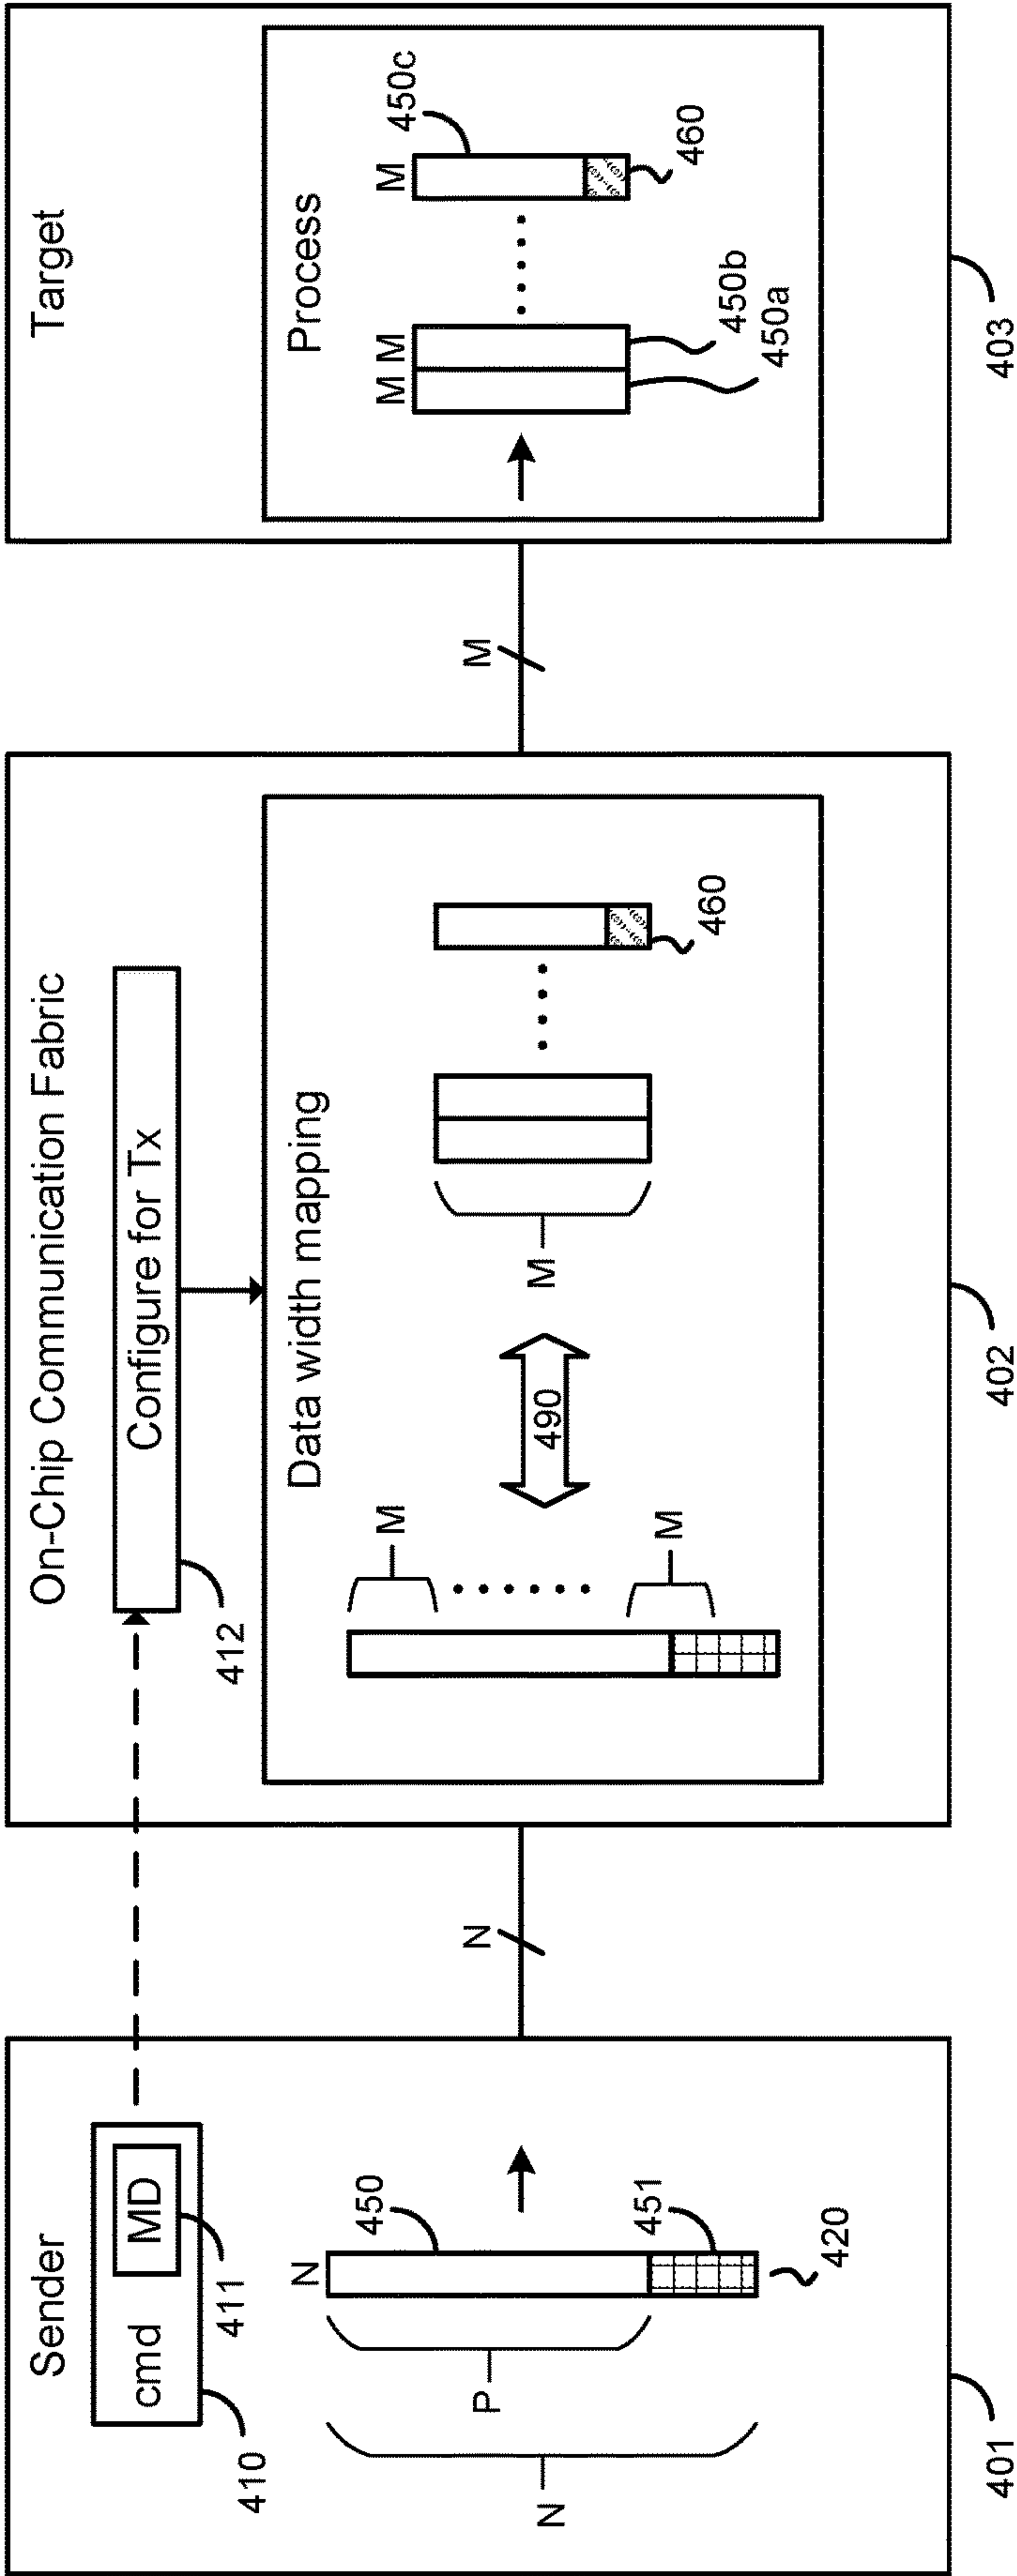 Sender
cmd
MD
410
411
N
450
P
N
451
420
401
N
On-Chip Communication Fabric
Configure for Tx
412
Data width mapping
M
M
490
M
460
402
M
Target
Process
M M
M
450c
460
450b
450a
403